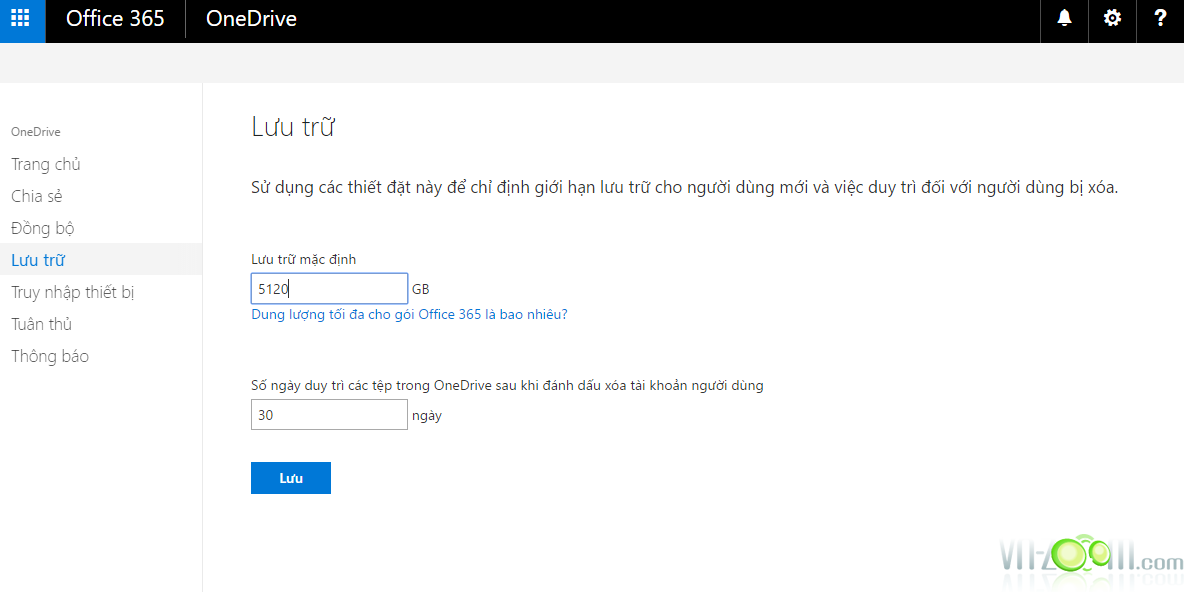 Office 365 OneDrive ?
OneDrive
Trang chủ
Chia sẻ
Đồng bộ
Lưu trữ
Truy nhập thiết bị
Tuân thủ
Thông báo
Lưu trữ
Sử dụng các thiết đặt này để chỉ định giới hạn lưu trữ cho người dùng mới và việc duy trì đối với người dùng bị xóa.
Lưu trữ mặc định
5120 GB
Dung lượng tối đa cho gói Office 365 là bao nhiêu?
Số ngày duy trì các tệp trong OneDrive sau khi đánh dấu xóa tài khoản người dùng
30 ngày
Lưu
.com